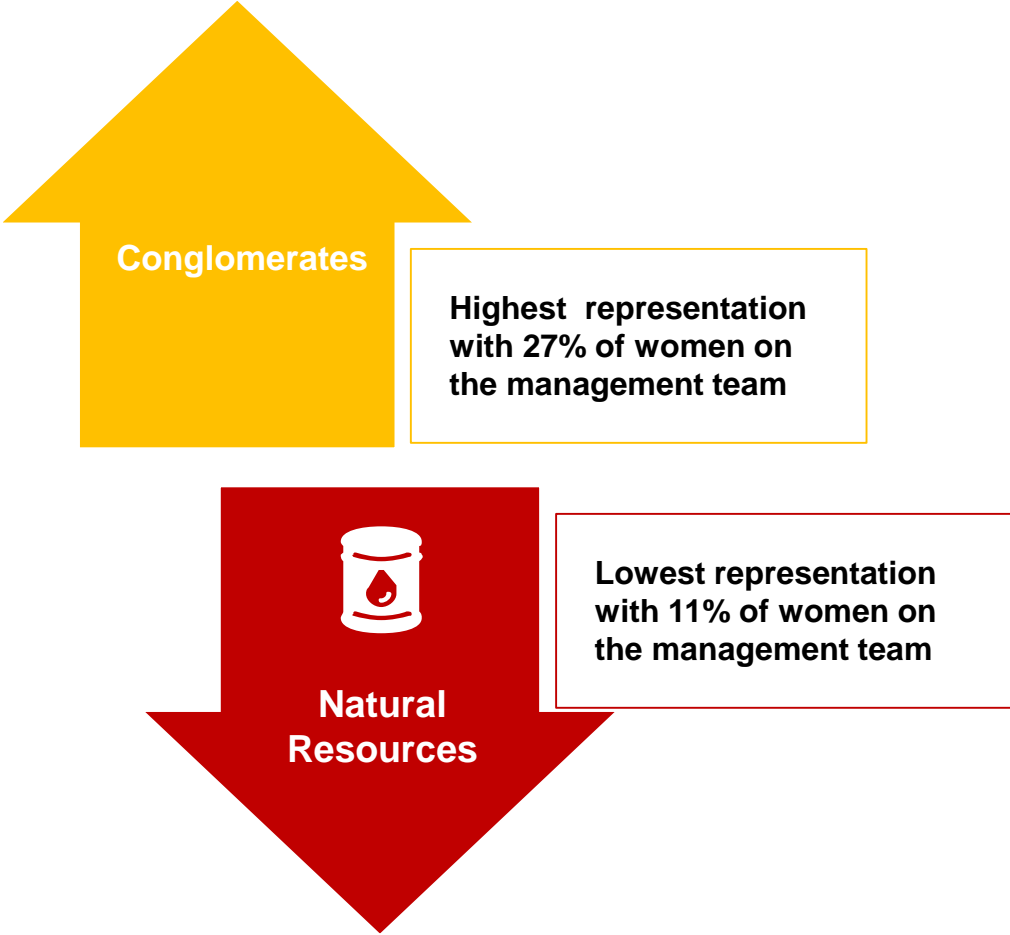 Conglomerates
Highest representation
with 27% of women on
the management team
Natural
Resources
Lowest representation
with 11% of women on
the management team